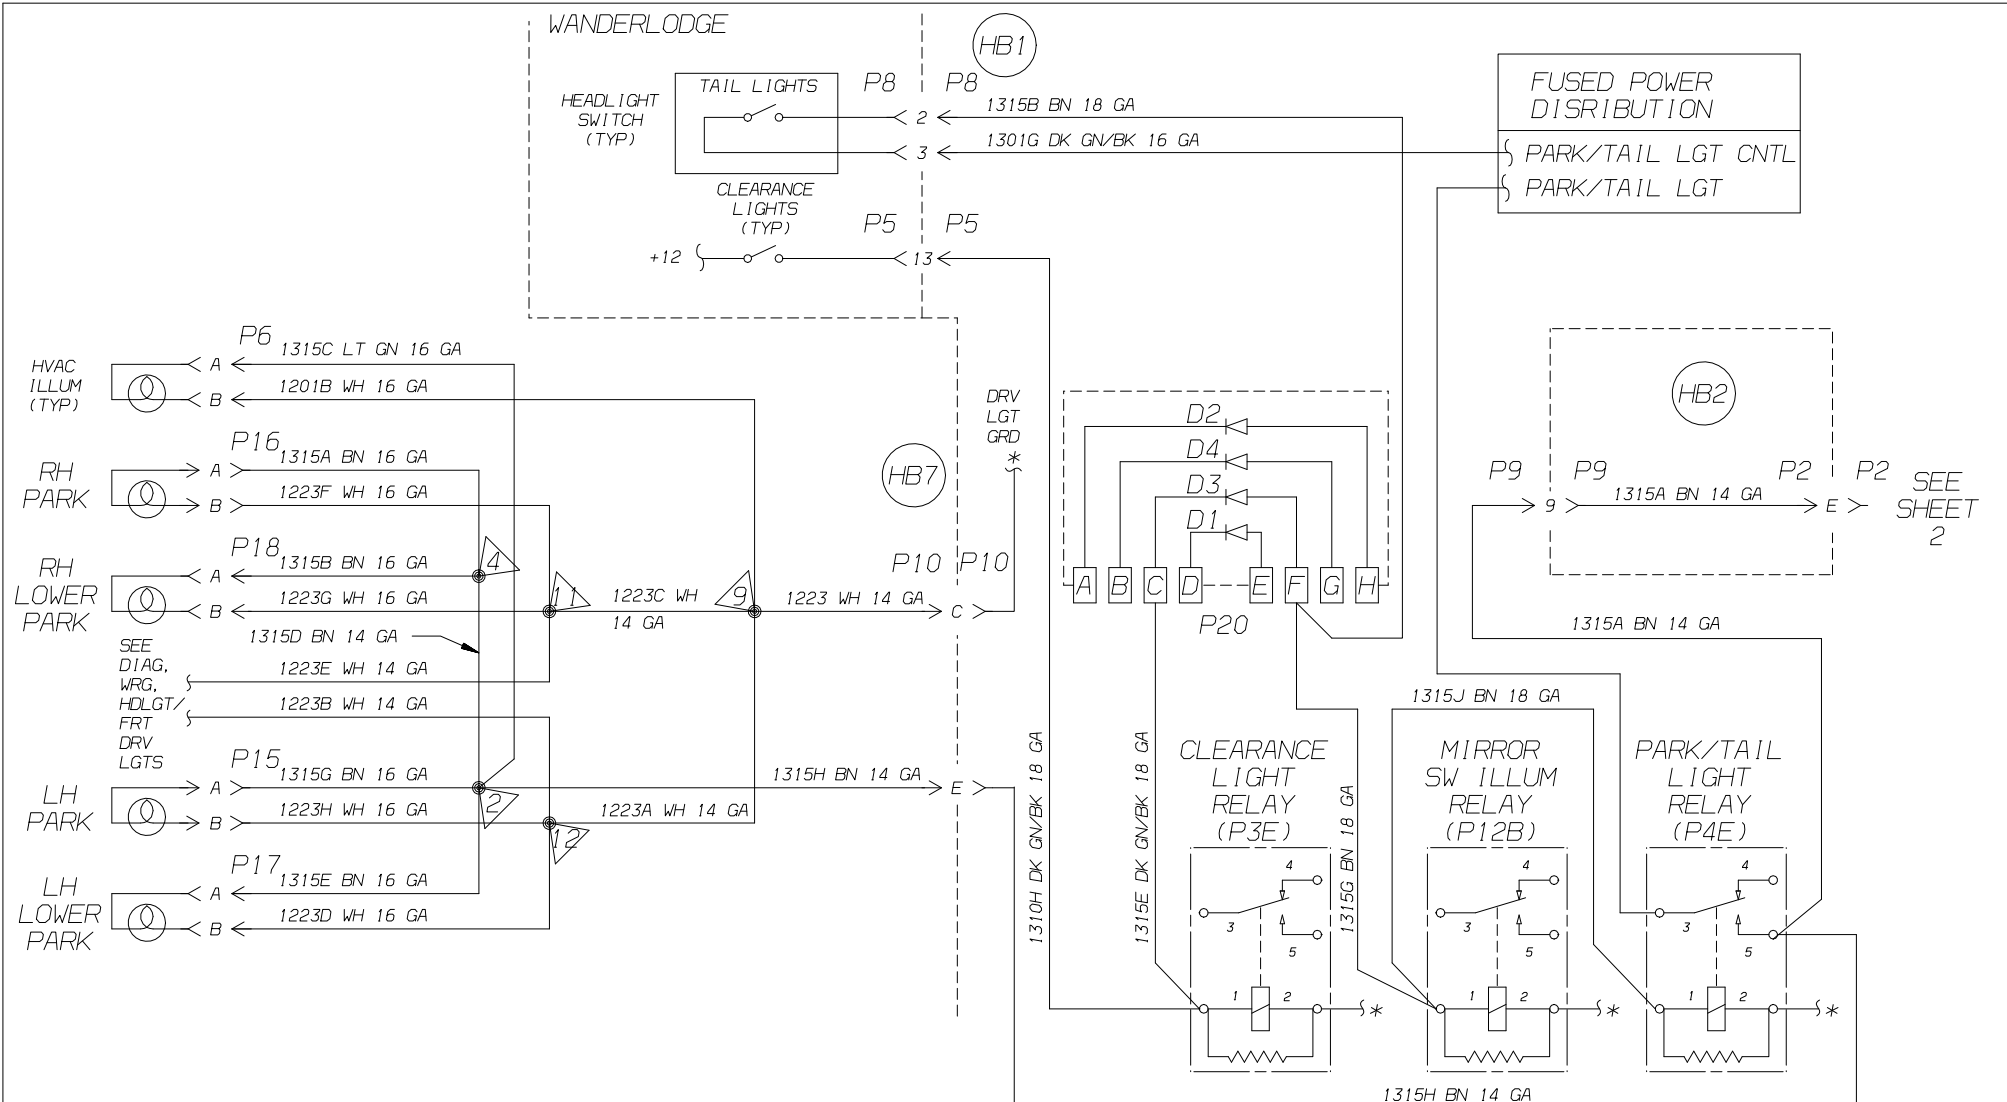 WANDERLODGE
HB1
HEADLIGHT
SWITCH
(TYP)
TAIL LIGHTS
P8
P8
2
1315B BN 18 GA
3
1301G DK GN/BK 16 GA
CLEARANCE
LIGHTS
(TYP)
P5
P5
+12
13
FUSED POWER
DISRIBUTION
PARK/TAIL LGT CNTL
PARK/TAIL LGT
P6
HVAC
ILLUM
(TYP)
A
1315C LT GN 16 GA
B
1201B WH 16 GA
P16
RH
PARK
A
1315A BN 16 GA
B
1223F WH 16 GA
P18
RH
LOWER
PARK
A
1315B BN 16 GA
4
B
1223G WH 16 GA
11
1223C WH
14 GA
9
1223 WH 14 GA
P10
P10
C
HB7
DRV
LGT
GRD
*
1315D BN 14 GA
SEE
DIAG,
WRG,
HDLGT/
FRT
DRV
LGTS
1223E WH 14 GA
1223B WH 14 GA
P15
LH
PARK
A
1315G BN 16 GA
2
1315H BN 14 GA
E
B
1223H WH 16 GA
12
1223A WH 14 GA
P17
LH
LOWER
PARK
A
1315E BN 16 GA
B
1223D WH 16 GA
D2
D4
D3
D1
A
B
C
D
E
F
G
H
P20
HB2
P9
P9
9
1315A BN 14 GA
P2
P2
E
SEE
SHEET
2
1315A BN 14 GA
1310H DK GN/BK 18 GA
1315E DK GN/BK 18 GA
1315G BN 18 GA
1315J BN 18 GA
CLEARANCE
LIGHT
RELAY
(P3E)
4
3
5
1
2
*
MIRROR
SW ILLUM
RELAY
(P12B)
4
3
5
1
2
*
PARK/TAIL
LIGHT
RELAY
(P4E)
4
3
5
1
2
*
1315H BN 14 GA